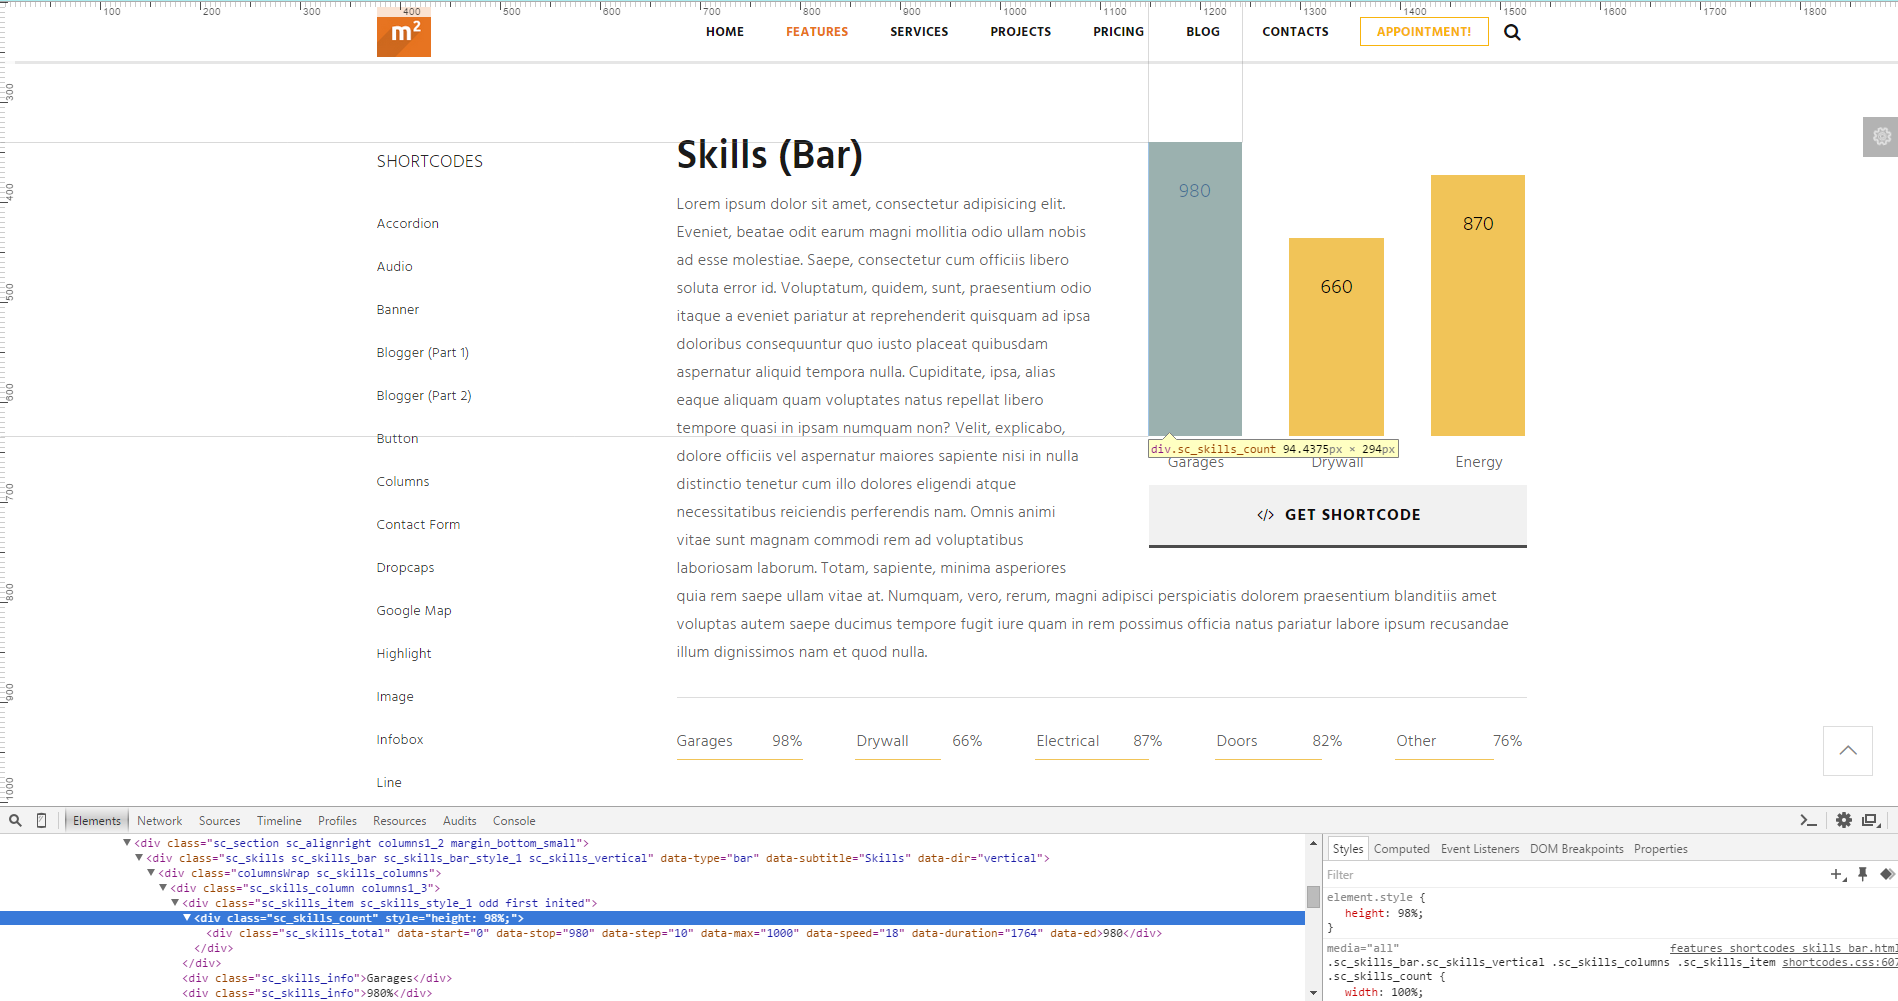 100 200 300 400 500 600 700 800 900 1000 1100 1200 1300 1400 1500 1600 1700 1800
m2
HOME FEATURES SERVICES PROJECTS PRICING BLOG CONTACTS APPOINTMENT!
300
400
500
600
700
800
900
1000
SHORTCODES
Accordion
Audio
Banner
Blogger (Part 1)
Blogger (Part 2)
Button
Columns
Contact Form
Dropcaps
Google Map
Highlight
Image
Infobox
Line
Skills (Bar)
Lorem ipsum dolor sit amet, consectetur adipisicing elit.
Eveniet, beatae odit earum magni mollitia odio ullam nobis
ad esse molestiae. Saepe, consectetur cum officiis libero
soluta error id. Voluptatum, quidem, sunt, praesentium odio
itaque a eveniet pariatur at reprehenderit quisquam ad ipsa
doloribus consequuntur quo iusto placeat quibusdam
aspernatur aliquid tempora nulla. Cupiditate, ipsa, alias
eaque aliquam quam voluptates natus repellat libero
tempore quasi in ipsam numquam non? Velit, explicabo,
dolore officiis vel aspernatur maiores sapiente nisi in nulla
distinctio tenetur cum illo dolores eligendi atque
necessitatibus reiciendis perferendis nam. Omnis animi
vitae sunt magnam commodi rem ad voluptatibus
laboriosam laborum. Totam, sapiente, minima asperiores
quia rem saepe ullam vitae at. Numquam, vero, rerum, magni adipisci perspiciatis dolorem praesentium blanditiis amet
voluptas autem saepe ducimus tempore fugit iure quam in rem possimus officia natus pariatur labore ipsum recusandae
illum dignissimos nam et quod nulla.
980
660
870
div.sc_skills_count 94.4375px × 294px
Garages Drywall Energy
</> GET SHORTCODE
Garages 98% Drywall 66% Electrical 87% Doors 82% Other 76%
Elements Network Sources Timeline Profiles Resources Audits Console
<div class="sc_section sc_alignright columns1_2 margin_bottom_small">
<div class="sc_skills sc_skills_bar sc_skills_bar_style_1 sc_skills_vertical" data-type="bar" data-subtitle="Skills" data-dir="vertical">
<div class="columnsWrap sc_skills_columns">
<div class="sc_skills_column columns1_3">
<div class="sc_skills_item sc_skills_style_1 odd first inited">
<div class="sc_skills_count" style="height: 98%;">
<div class="sc_skills_total" data-start="0" data-stop="980" data-step="10" data-max="1000" data-speed="18" data-duration="1764" data-ed>980</div>
</div>
</div>
<div class="sc_skills_info">Garages</div>
<div class="sc_skills_info">980%</div>
Styles Computed Event Listeners DOM Breakpoints Properties
Filter
element.style {
height: 98%;
}
media="all" features shortcodes skills bar.html
.sc_skills_bar.sc_skills_vertical .sc_skills_columns .sc_skills_item shortcodes.css:607
.sc_skills_count {
width: 100%;